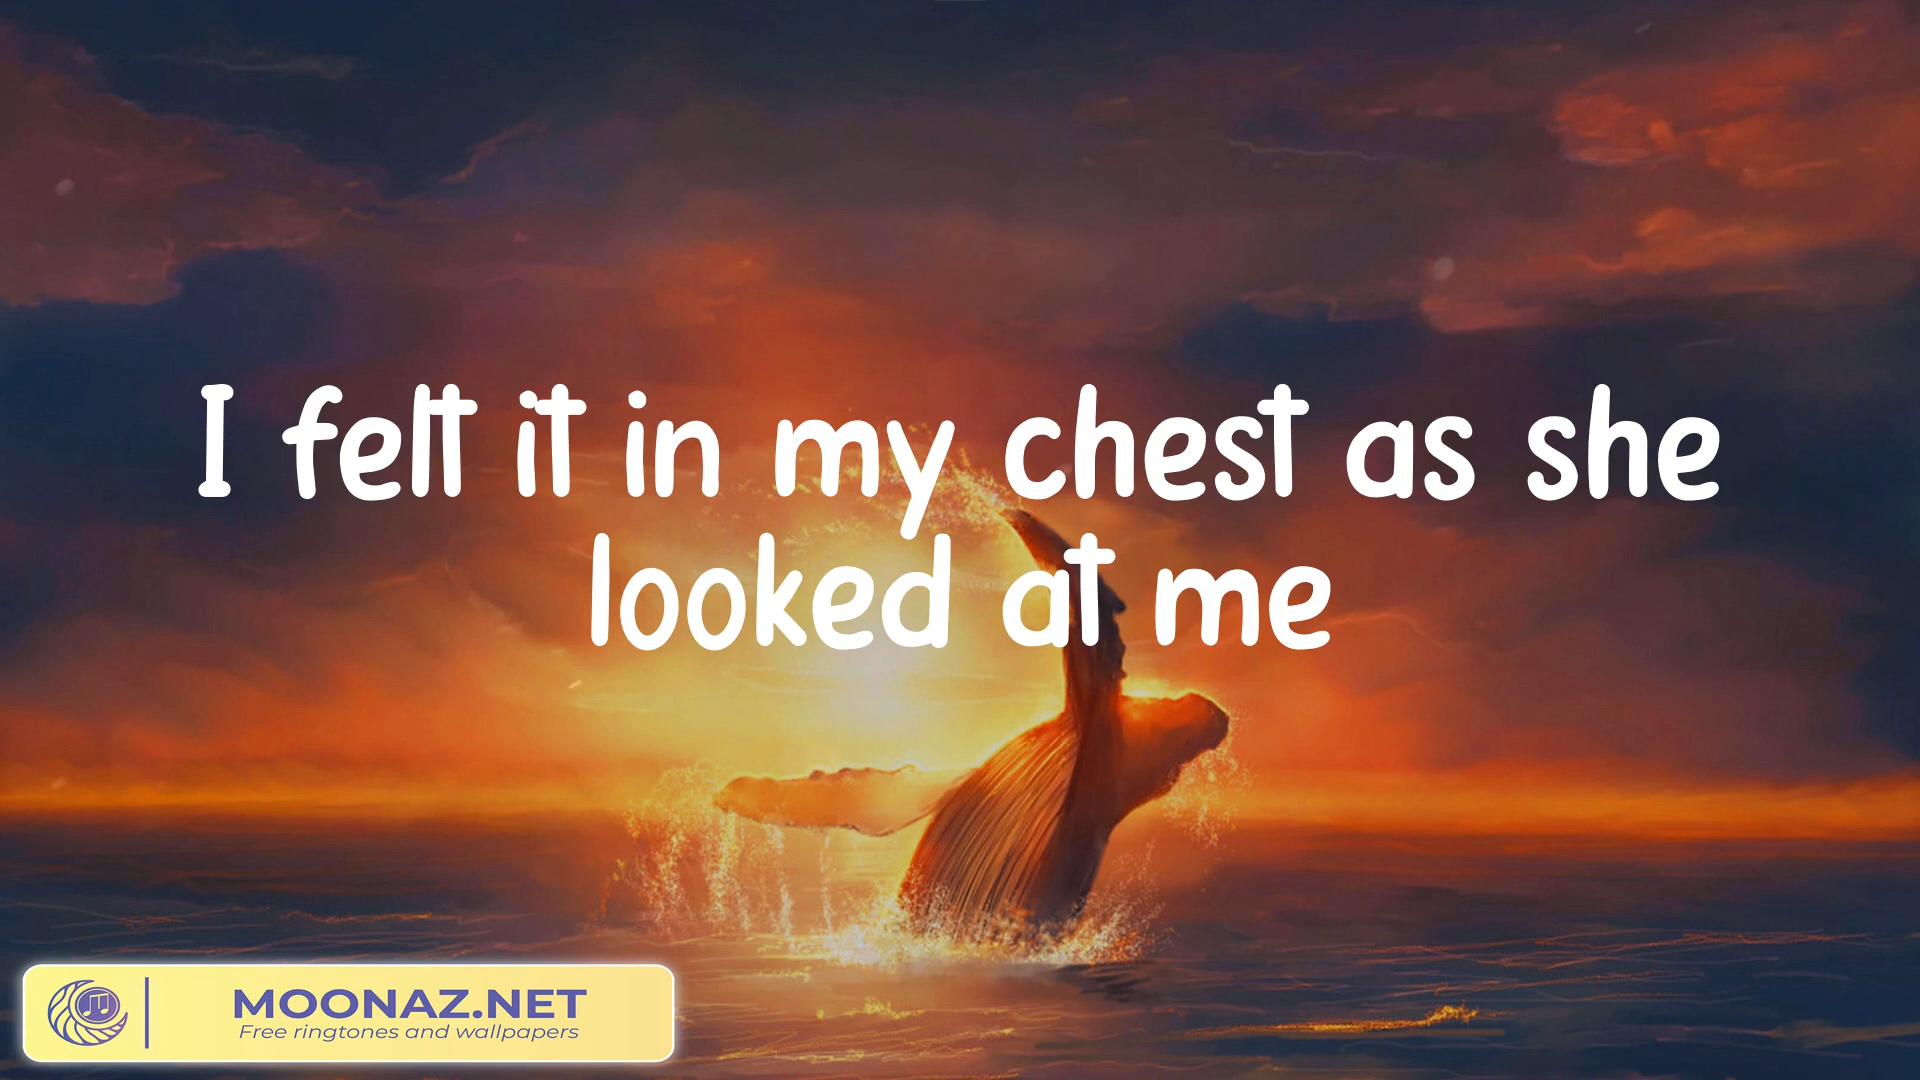 I felt it in my chest as she
looked at me
MOONAZ.NET
Free ringtones and wallpapers